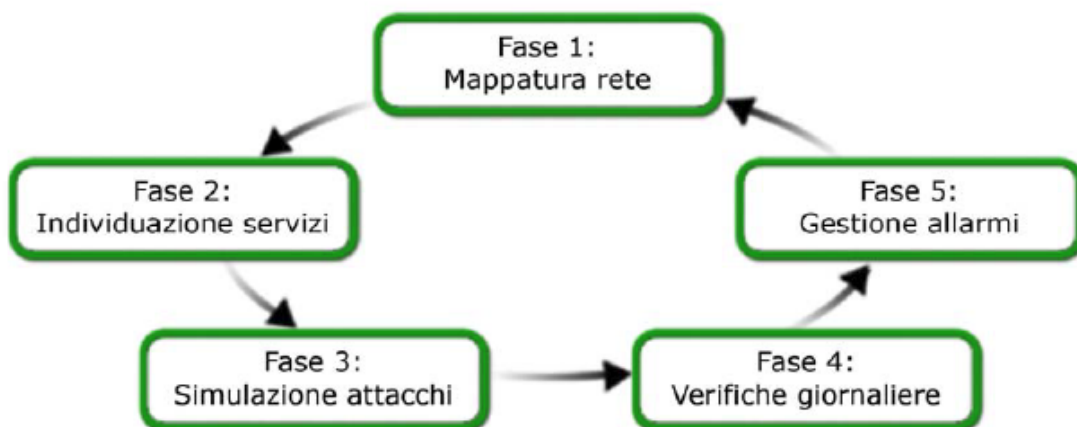 Fase 1:
Mappatura rete
Fase 2:
Individuazione servizi
Fase 3:
Simulazione attacchi
Fase 4:
Verifiche giornaliere
Fase 5:
Gestione allarmi